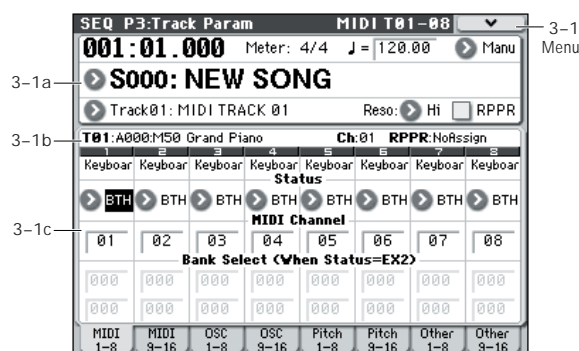 SEQ P3:Track Param MIDI T01-08
3-1
Menu
001:01.000 Meter: 4/4 ♩= 120.00 Manu
3-1a
S000: NEW SONG
Track01: MIDI TRACK 01 Reso: Hi RPPR
3-1b
T01:A000:M50 Grand Piano Ch:01 RPPR:NoAssign
1 2 3 4 5 6 7 8
Keyboar Keyboar Keyboar Keyboar Keyboar Keyboar Keyboar Keyboar
Status
BTH BTH BTH BTH BTH BTH BTH BTH
MIDI Channel
3-1c
01 02 03 04 05 06 07 08
Bank Select (When Status=EX2)
000 000 000 000 000 000 000 000
000 000 000 000 000 000 000 000
MIDI 1-8 MIDI 9-16 OSC 1-8 OSC 9-16 Pitch 1-8 Pitch 9-16 Other 1-8 Other 9-16